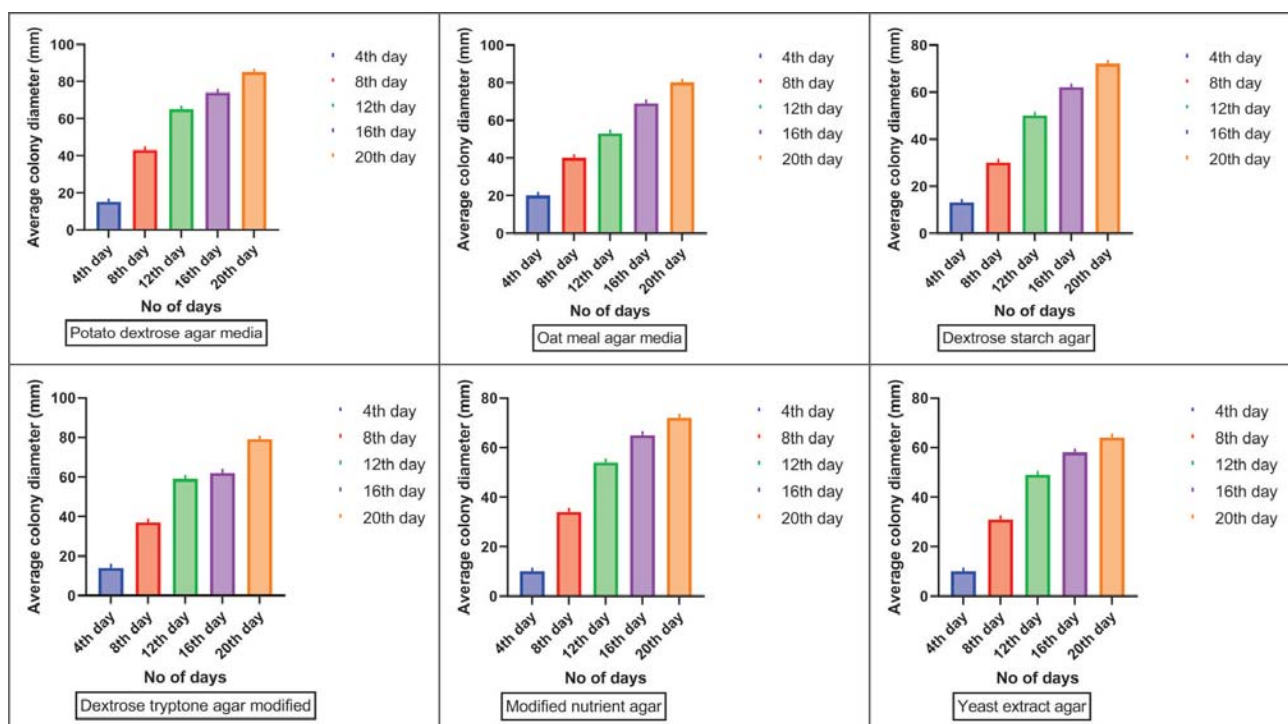 Average colony diameter (mm)
100
80
60
40
20
0
4th day
8th day
12th day
16th day
20th day
No of days
4th day
8th day
12th day
16th day
20th day
Potato dextrose agar media
Average colony diameter (mm)
100
80
60
40
20
0
4th day
8th day
12th day
16th day
20th day
No of days
4th day
8th day
12th day
16th day
20th day
Oat meal agar media
Average colony diameter (mm)
80
60
40
20
0
4th day
8th day
12th day
16th day
20th day
No of days
4th day
8th day
12th day
16th day
20th day
Dextrose starch agar
Average colony diameter (mm)
100
80
60
40
20
0
4th day
8th day
12th day
16th day
20th day
No of days
4th day
8th day
12th day
16th day
20th day
Dextrose tryptone agar modified
Average colony diameter (mm)
80
60
40
20
0
4th day
8th day
12th day
16th day
20th day
No of days
4th day
8th day
12th day
16th day
20th day
Modified nutrient agar
Average colony diameter (mm)
80
60
40
20
0
4th day
8th day
12th day
16th day
20th day
No of days
4th day
8th day
12th day
16th day
20th day
Yeast extract agar